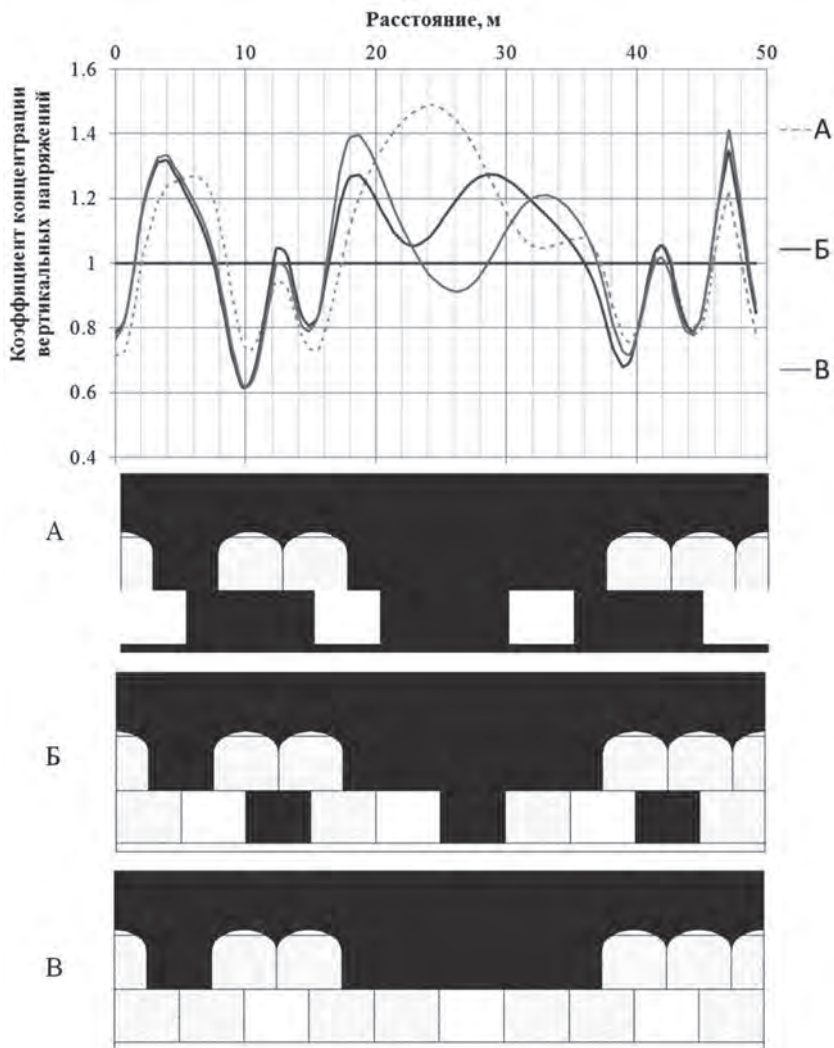 Расстояние, м
0 10 20 30 40 50
Коэффициент концентрации
вертикальных напряжений
1.6
1.4
1.2
1
0.8
0.6
0.4
А
Б
В
А
Б
В